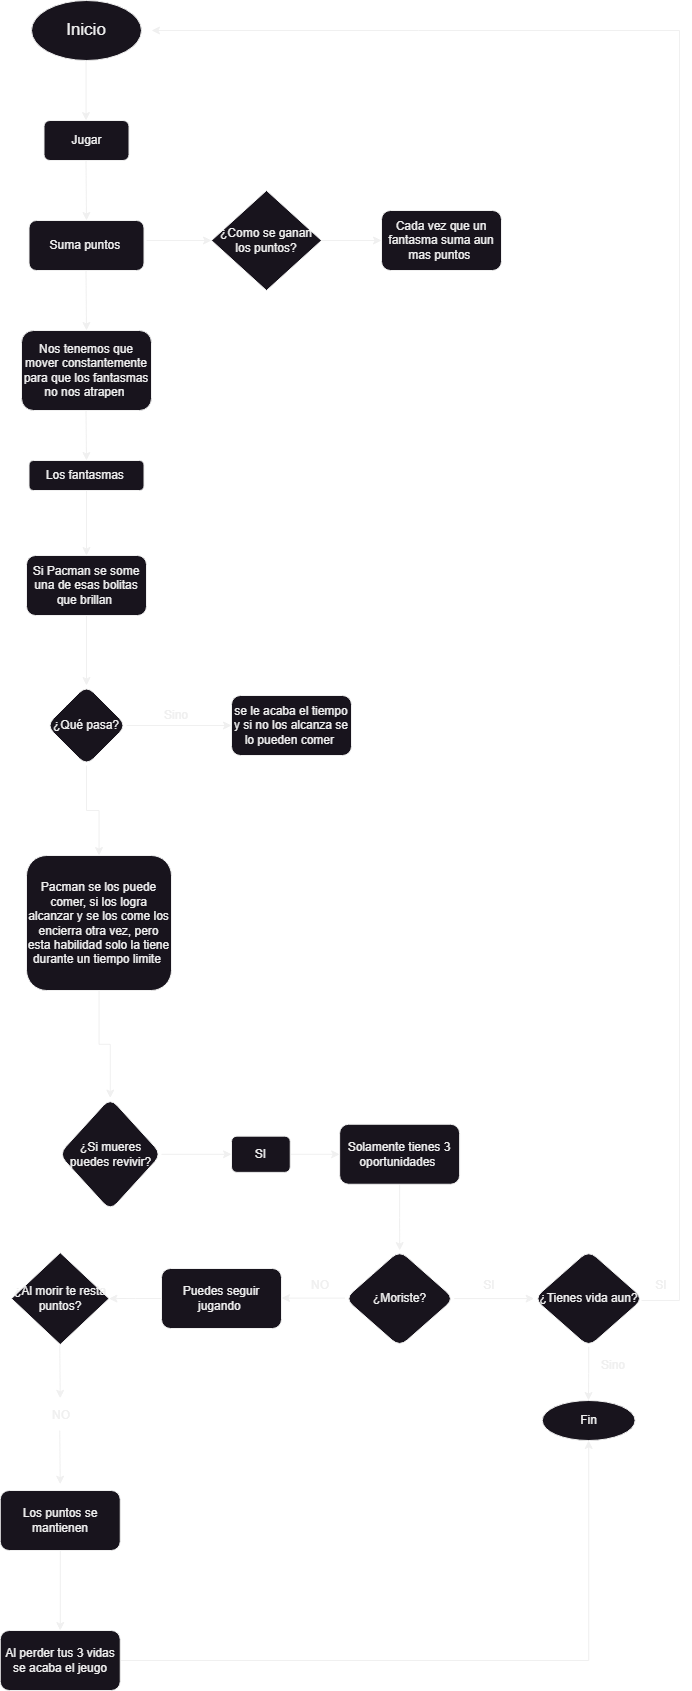 Inicio
Jugar
Suma puntos
¿Como se ganan
los puntos?
Cada vez que un
fantasma suma aun
mas puntos
Nos tenemos que
mover constantemente
para que los fantasmas
no nos atrapen
Los fantasmas
Si Pacman se some
una de esas bolitas
que brillan
¿Qué pasa?
Sino
se le acaba el tiempo
y si no los alcanza se
lo pueden comer
Pacman se los puede
comer, si los logra
alcanzar y se los come los
encierra otra vez, pero
esta habilidad solo la tiene
durante un tiempo limite
¿Si mueres
puedes revivir?
SI
Solamente tienes 3
oportunidades
¿Al morir te resta
puntos?
Puedes seguir
jugando
NO
¿Moriste?
SI
¿Tienes vida aun?
SI
Sino
Fin
NO
Los puntos se
mantienen
Al perder tus 3 vidas
se acaba el jeugo